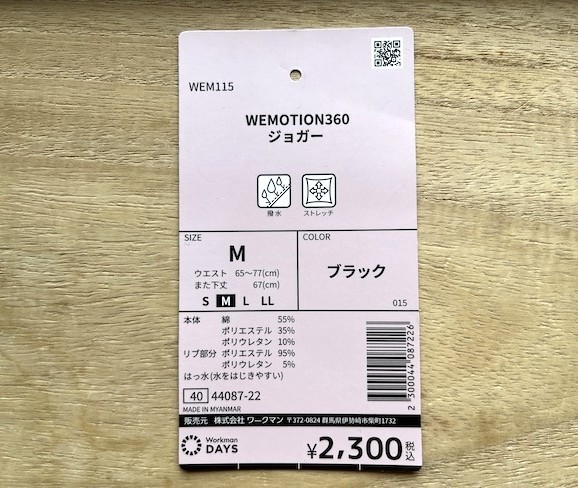 WEM115
WEMOTION360
ジョガー
撥水 ストレッチ
SIZE
M
ウエスト 65〜77(cm)
また下丈 67(cm)
S M L LL
COLOR
ブラック
015
本体 綿 55%
ポリエステル 35%
ポリウレタン 10%
リブ部分 ポリエステル 95%
ポリウレタン 5%
はっ水(水をはじきやすい)
40 44087-22
MADE IN MYANMAR
2 300044 087226
販売元 株式会社 ワークマン 〒372-0824 群馬県伊勢崎市柴町1732
Workman
DAYS
¥2,300税込